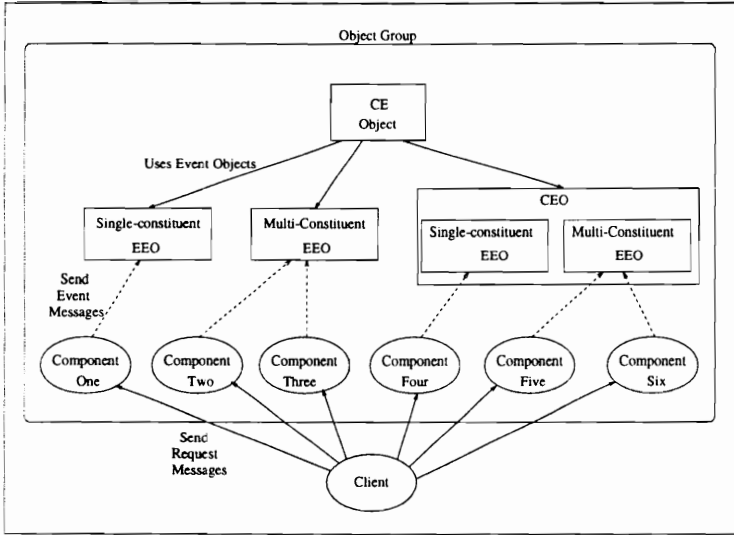 Object Group
CE
Object
Uses Event Objects
CEO
Single-constituent
EEO
Multi-Constituent
EEO
Single-constituent
EEO
Multi-Constituent
EEO
Send
Event
Messages
Component
One
Component
Two
Component
Three
Component
Four
Component
Five
Component
Six
Send
Request
Messages
Client